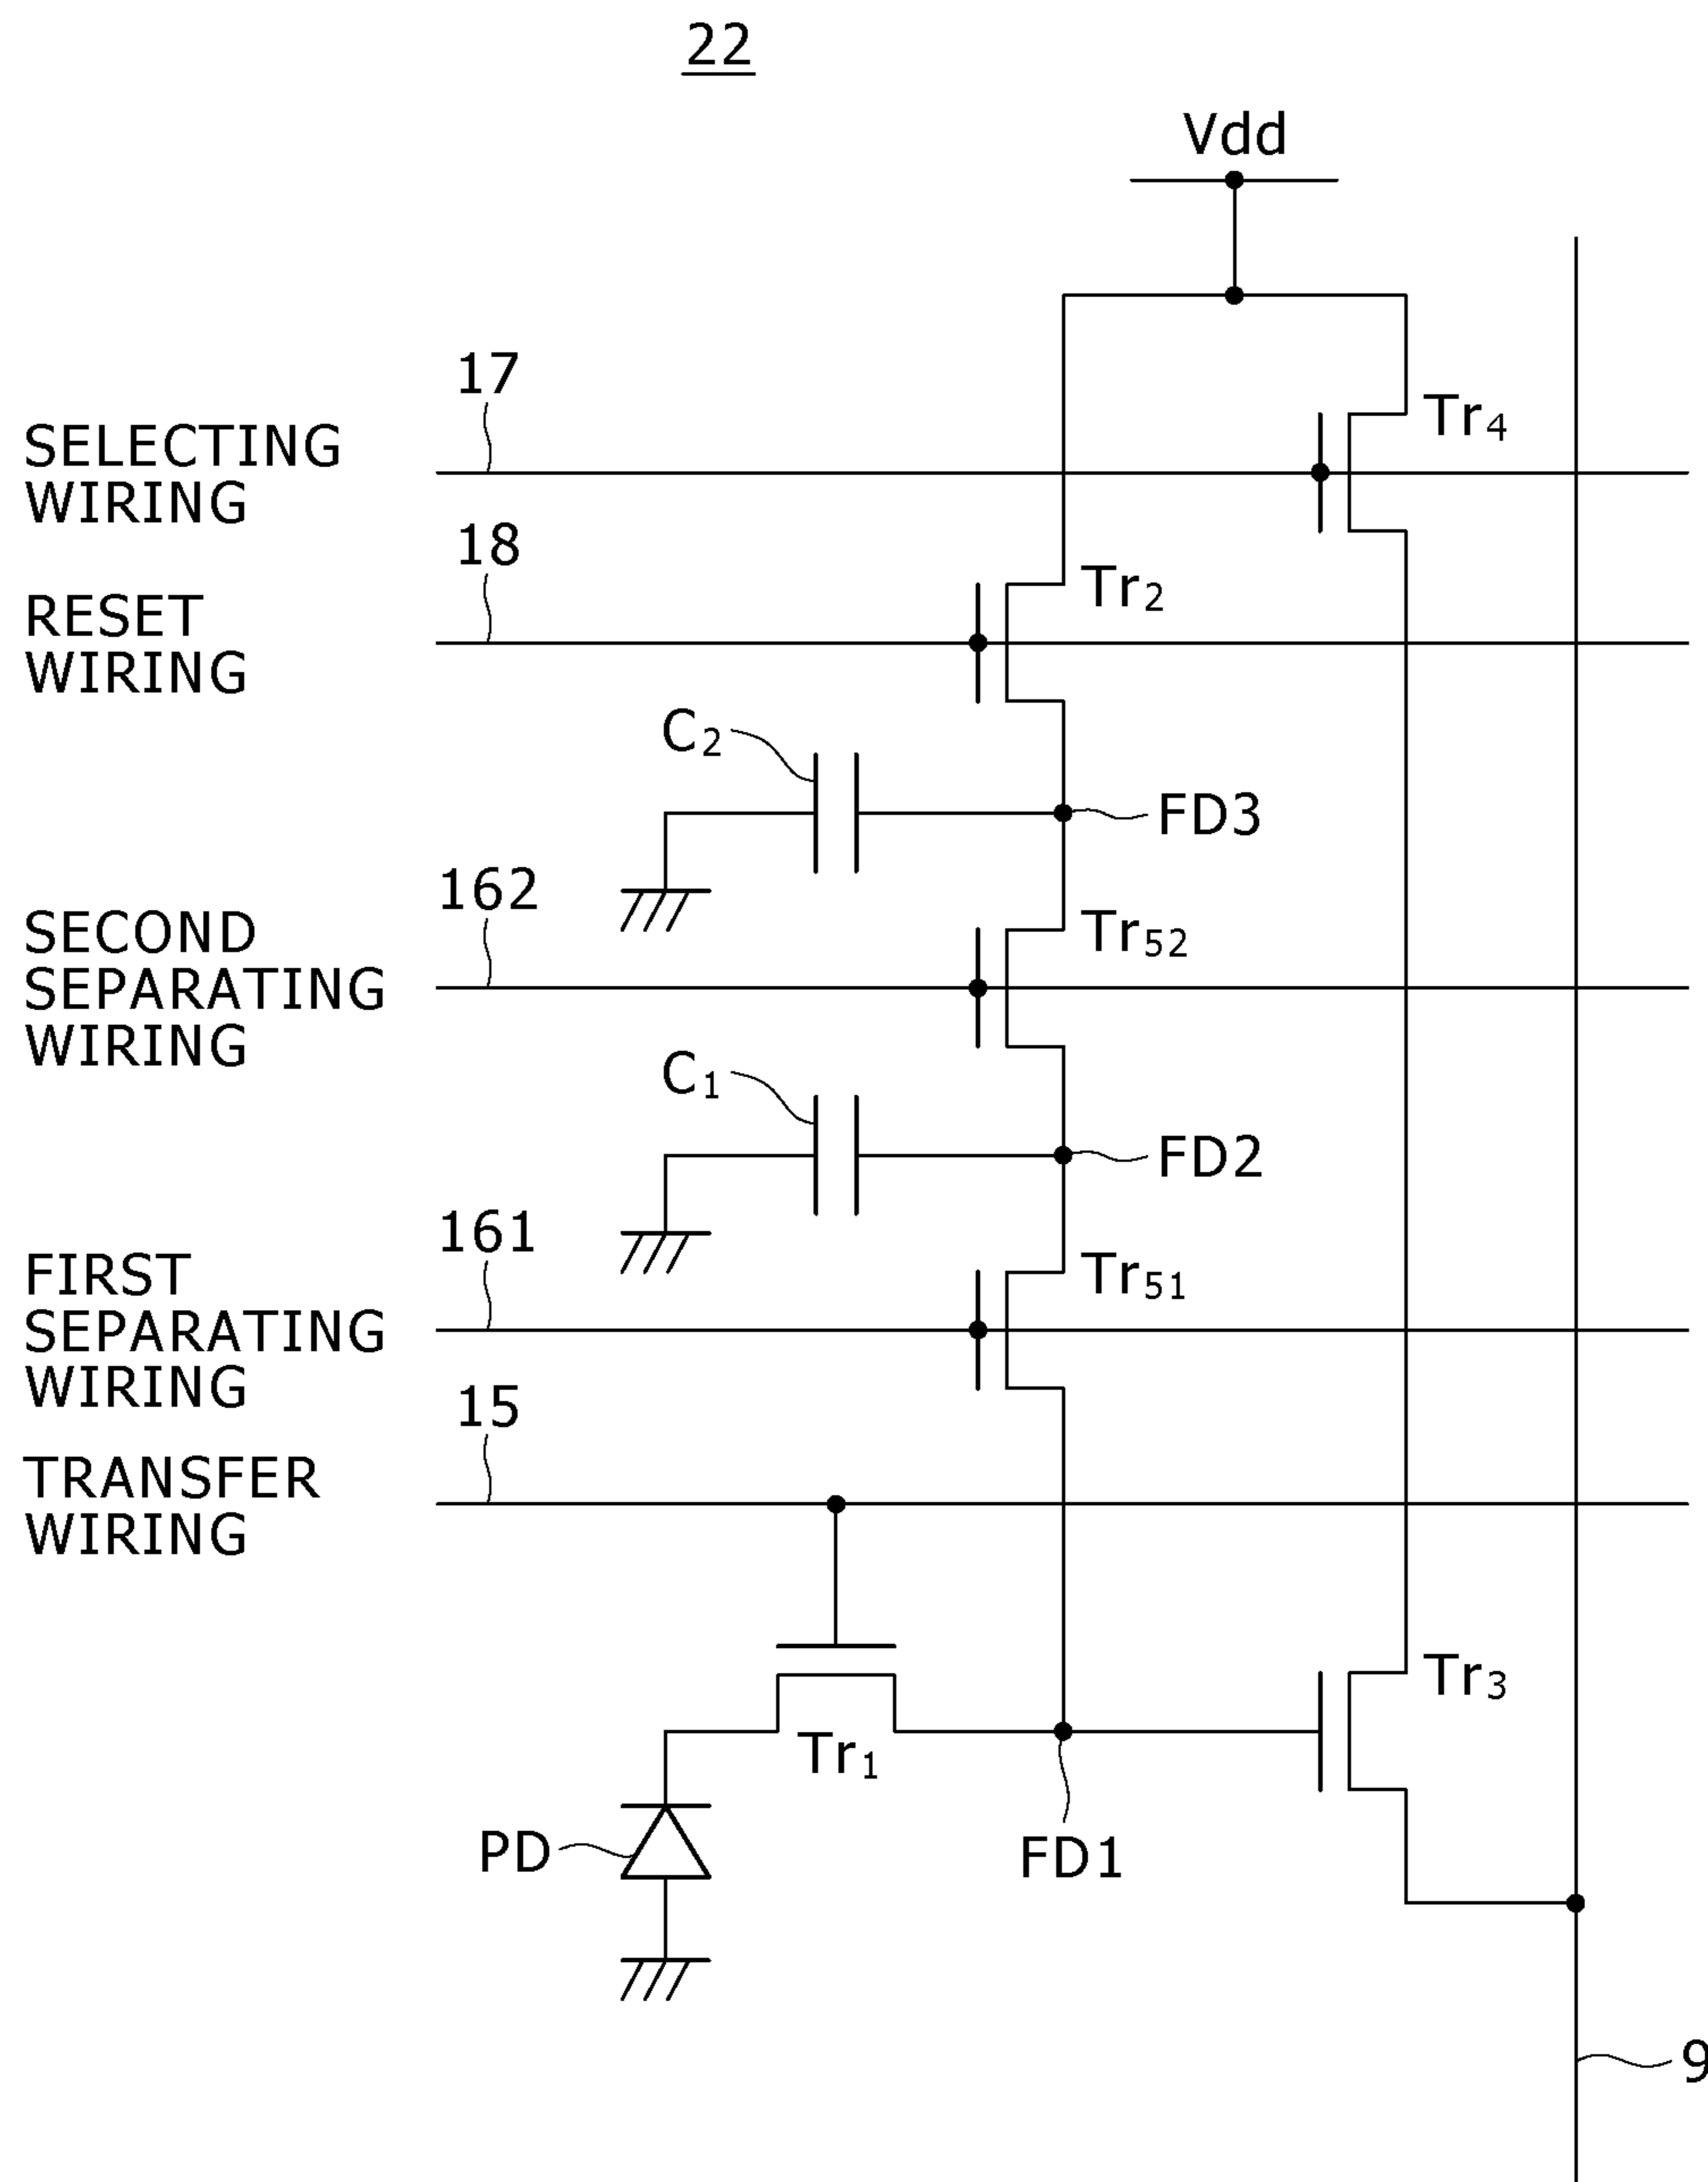 22
Vdd
17
SELECTING
WIRING
Tr4
18
RESET
WIRING
Tr2
C2
FD3
162
SECOND
SEPARATING
WIRING
Tr52
C1
FD2
161
FIRST
SEPARATING
WIRING
Tr51
15
TRANSFER
WIRING
Tr3
Tr1
PD
FD1
9